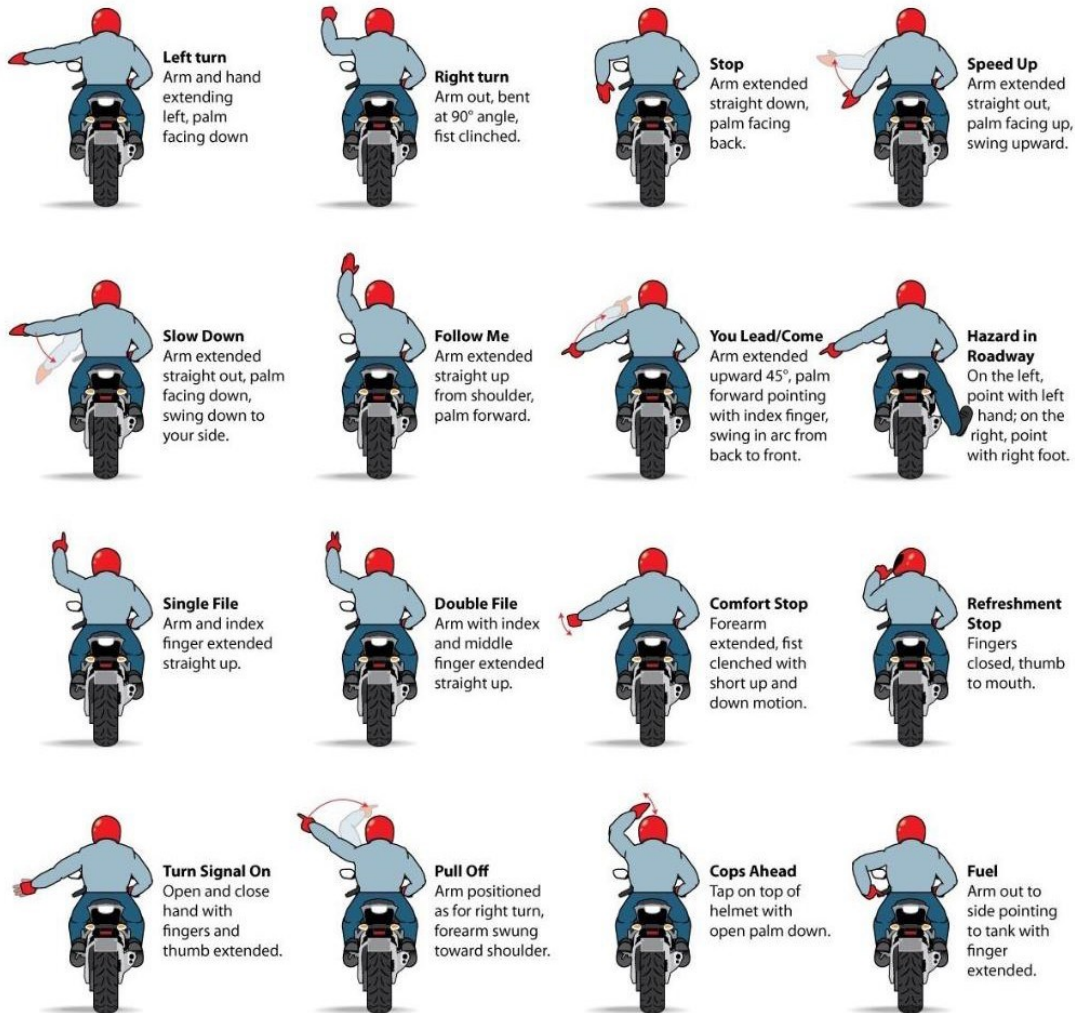 Left turn
Arm and hand
extending
left, palm
facing down
Right turn
Arm out, bent
at 90° angle,
fist clinched.
Stop
Arm extended
straight down,
palm facing
back.
Speed Up
Arm extended
straight out,
palm facing up,
swing upward.
Slow Down
Arm extended
straight out, palm
facing down,
swing down to
your side.
Follow Me
Arm extended
straight up
from shoulder,
palm forward.
You Lead/Come
Arm extended
upward 45°, palm
forward pointing
with index finger,
swing in arc from
back to front.
Hazard in
Roadway
On the left,
point with left
hand; on the
right, point
with right foot.
Single File
Arm and index
finger extended
straight up.
Double File
Arm with index
and middle
finger extended
straight up.
Comfort Stop
Forearm
extended, fist
clenched with
short up and
down motion.
Refreshment
Stop
Fingers
closed, thumb
to mouth.
Turn Signal On
Open and close
hand with
fingers and
thumb extended.
Pull Off
Arm positioned
as for right turn,
forearm swung
toward shoulder.
Cops Ahead
Tap on top of
helmet with
open palm down.
Fuel
Arm out to
side pointing
to tank with
finger
extended.